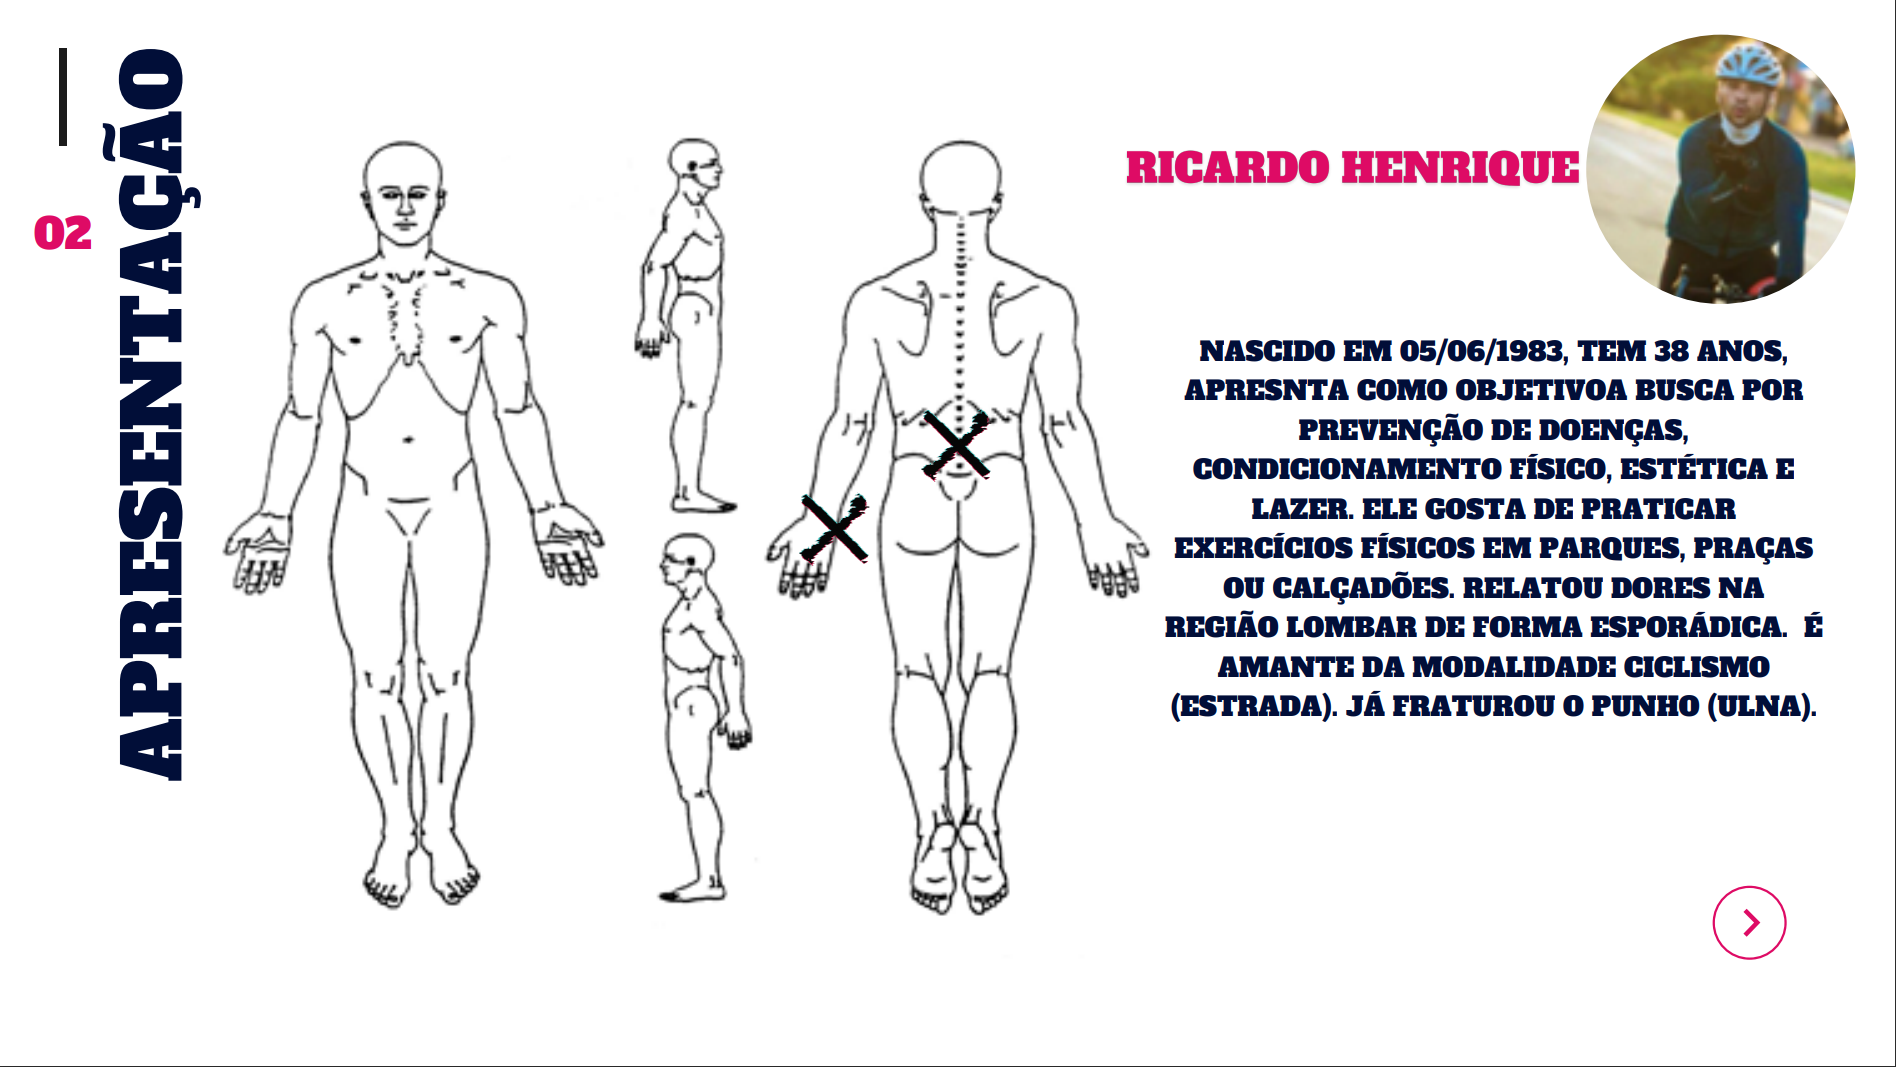 02
APRESENTAÇÃO
RICARDO HENRIQUE
NASCIDO EM 05/06/1983, TEM 38 ANOS,
APRESNTA COMO OBJETIVOA BUSCA POR
PREVENÇÃO DE DOENÇAS,
CONDICIONAMENTO FÍSICO, ESTÉTICA E
LAZER. ELE GOSTA DE PRATICAR
EXERCÍCIOS FÍSICOS EM PARQUES, PRAÇAS
OU CALÇADÕES. RELATOU DORES NA
REGIÃO LOMBAR DE FORMA ESPORÁDICA. É
AMANTE DA MODALIDADE CICLISMO
(ESTRADA). JÁ FRATUROU O PUNHO (ULNA).